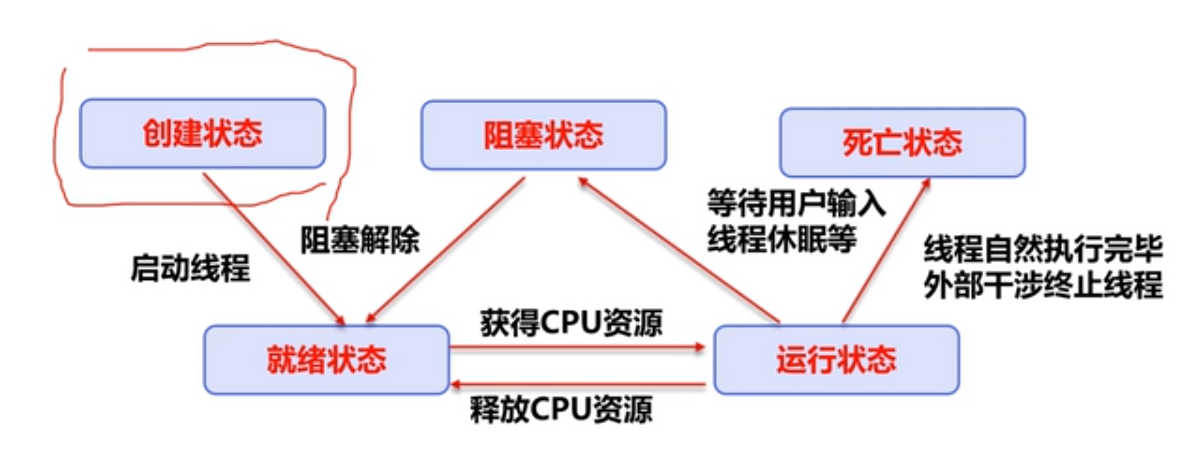 创建状态
阻塞状态
死亡状态
等待用户输入
线程休眠等
阻塞解除
线程自然执行完毕
外部干涉终止线程
启动线程
获得CPU资源
就绪状态
运行状态
释放CPU资源